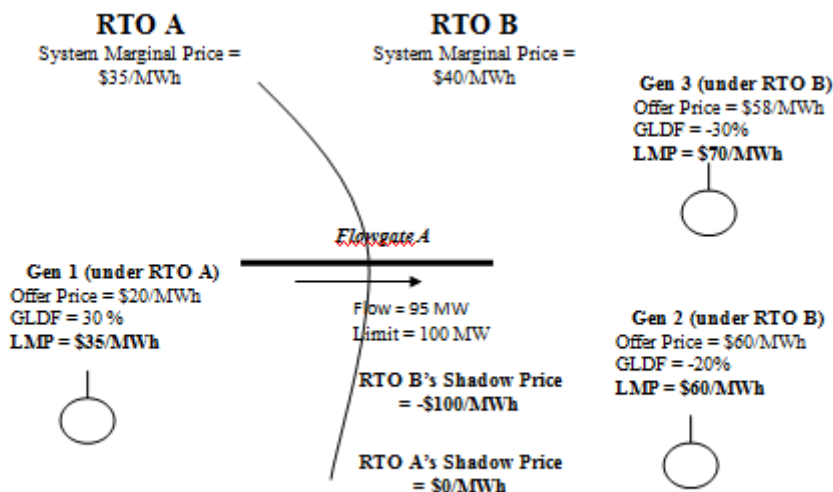 RTO A
System Marginal Price =
$35/MWh
RTO B
System Marginal Price =
$40/MWh
Gen 3 (under RTO B)
Offer Price = $58/MWh
GLDF = -30%
LMP = $70/MWh
Flowgate A
Gen 1 (under RTO A)
Offer Price = $20/MWh
GLDF = 30 %
LMP = $35/MWh
Flow = 95 MW
Limit = 100 MW
Gen 2 (under RTO B)
Offer Price = $60/MWh
GLDF = -20%
LMP = $60/MWh
RTO B's Shadow Price
= -$100/MWh
RTO A's Shadow Price
= $0/MWh